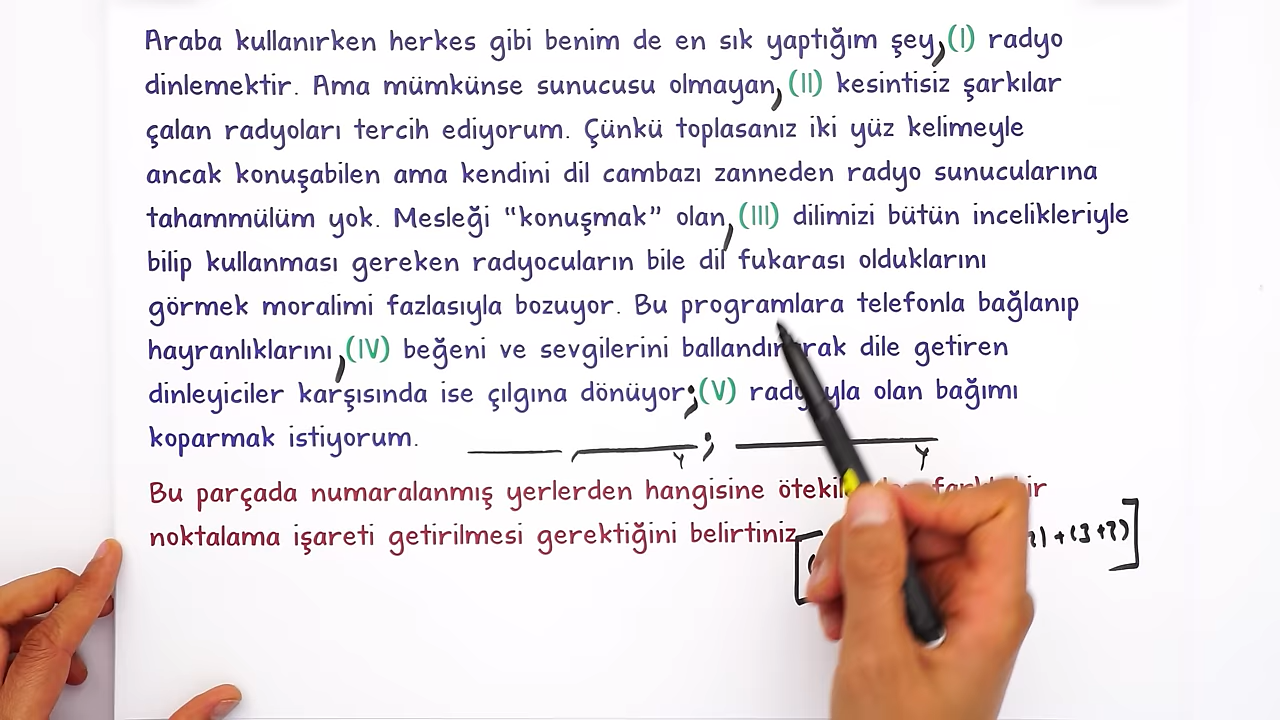 Araba kullanırken herkes gibi benim de en sık yaptığım şey, (I) radyo
dinlemektir. Ama mümkünse sunucusu olmayan, (II) kesintisiz şarkılar
çalan radyoları tercih ediyorum. Çünkü toplasanız iki yüz kelimeyle
ancak konuşabilen ama kendini dil cambazı zanneden radyo sunucularına
tahammülüm yok. Mesleği “konuşmak” olan, (III) dilimizi bütün incelikleriyle
bilip kullanması gereken radyocuların bile dil fukarası olduklarını
görmek moralimi fazlasıyla bozuyor. Bu programlara telefonla bağlanıp
hayranlıklarını, (IV) beğeni ve sevgilerini ballandırarak dile getiren
dinleyiciler karşısında ise çılgına dönüyor; (V) radyoyla olan bağımı
koparmak istiyorum.
; y y
Bu parçada numaralanmış yerlerden hangisine
noktalama işareti getirilmesi gerektiğini belirtiniz.